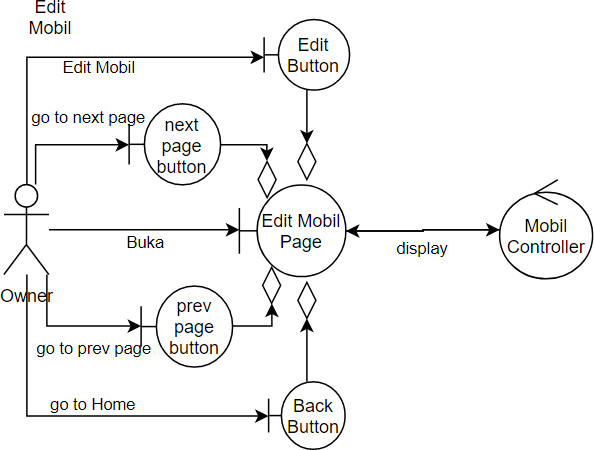 Edit
Mobil
Edit
Button
Edit Mobil
go to next page
next
page
button
Edit Mobil
Page
Buka
display
Mobil
Controller
Owner
prev
page
button
go to prev page
go to Home
Back
Button